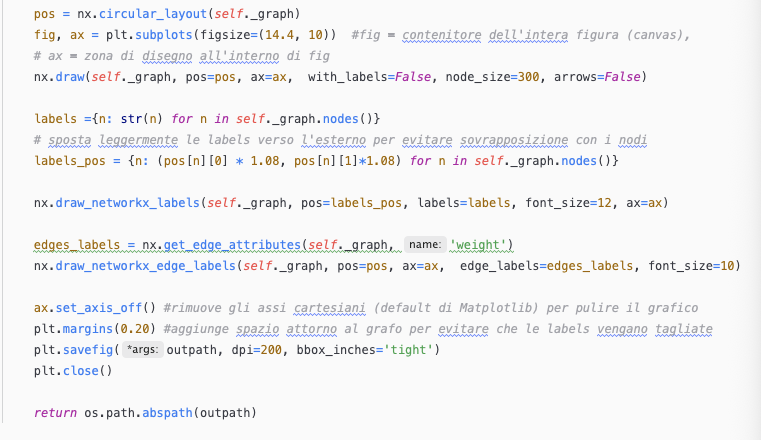 pos = nx.circular_layout(self._graph)
fig, ax = plt.subplots(figsize=(14.4, 10))  #fig = contenitore dell'intera figura (canvas),
# ax = zona di disegno all'interno di fig
nx.draw(self._graph, pos=pos, ax=ax,  with_labels=False, node_size=300, arrows=False)
labels ={n: str(n) for n in self._graph.nodes()}
# sposta leggermente le labels verso l'esterno per evitare sovrapposizione con i nodi
labels_pos = {n: (pos[n][0] * 1.08, pos[n][1]*1.08) for n in self._graph.nodes()}
nx.draw_networkx_labels(self._graph, pos=labels_pos, labels=labels, font_size=12, ax=ax)
edges_labels = nx.get_edge_attributes(self._graph, name: 'weight')
nx.draw_networkx_edge_labels(self._graph, pos=pos, ax=ax,  edge_labels=edges_labels, font_size=10)
ax.set_axis_off() #rimuove gli assi cartesiani (default di Matplotlib) per pulire il grafico
plt.margins(0.20) #aggiunge spazio attorno al grafo per evitare che le labels vengano tagliate
plt.savefig( *args: outpath, dpi=200, bbox_inches='tight')
plt.close()
return os.path.abspath(outpath)